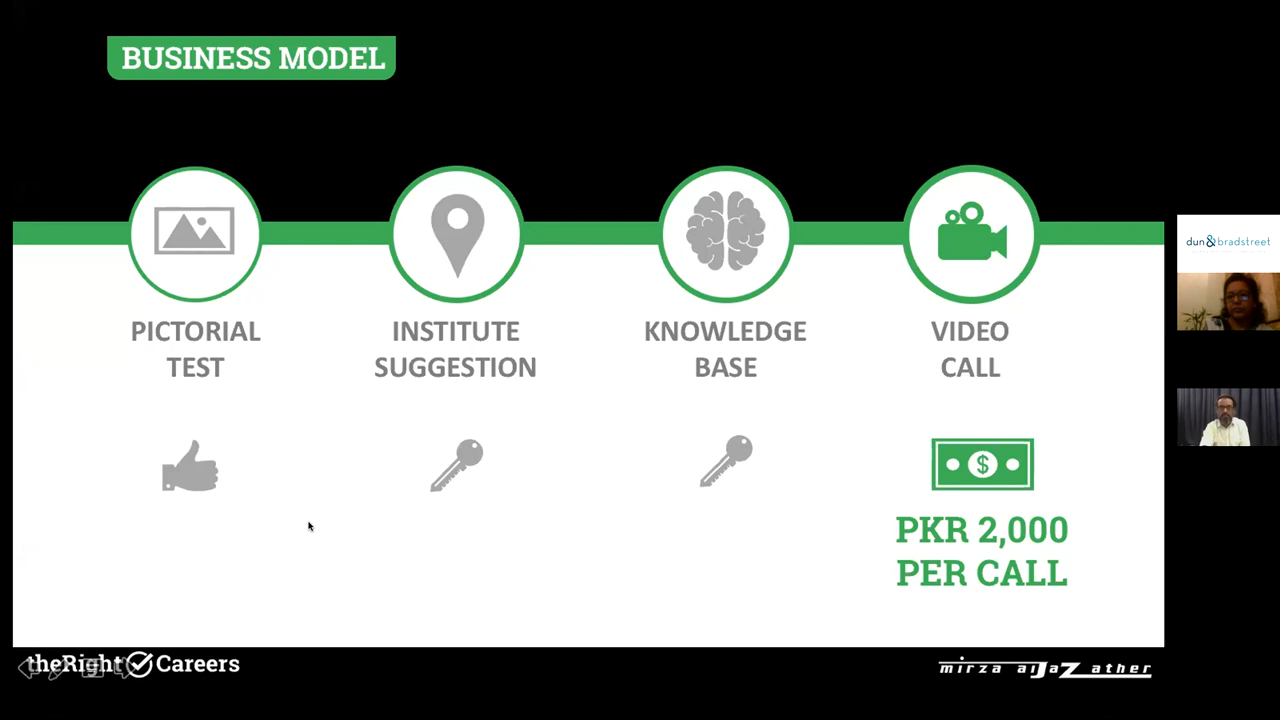 BUSINESS MODEL
PICTORIAL
TEST
INSTITUTE
SUGGESTION
KNOWLEDGE
BASE
VIDEO
CALL
$
PKR 2,000
PER CALL
dun&bradstreet
theRight Careers
mirza aijaz ather